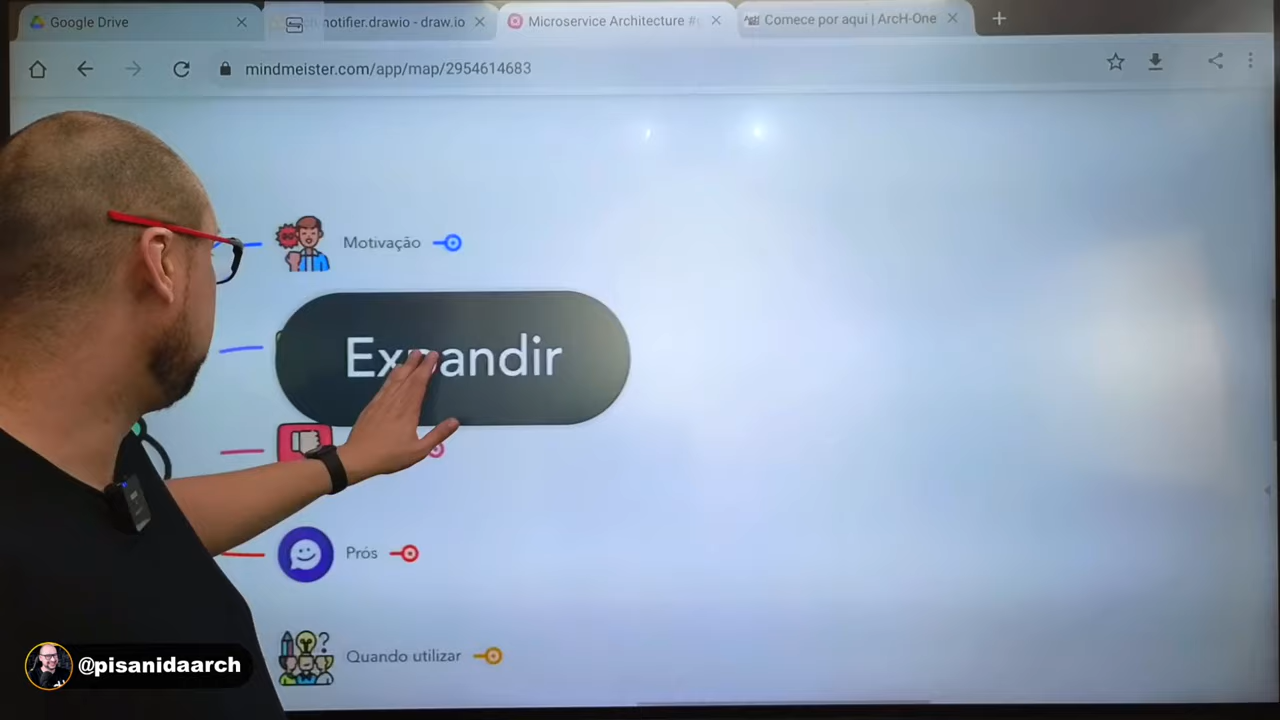 Google Drive
notifier.drawio - draw.io
Microservice Architecture
Comece por aqui | ArcH-One
mindmeister.com/app/map/2954614683
Motivação
Expandir
Prós
Quando utilizar
@pisanidaarch